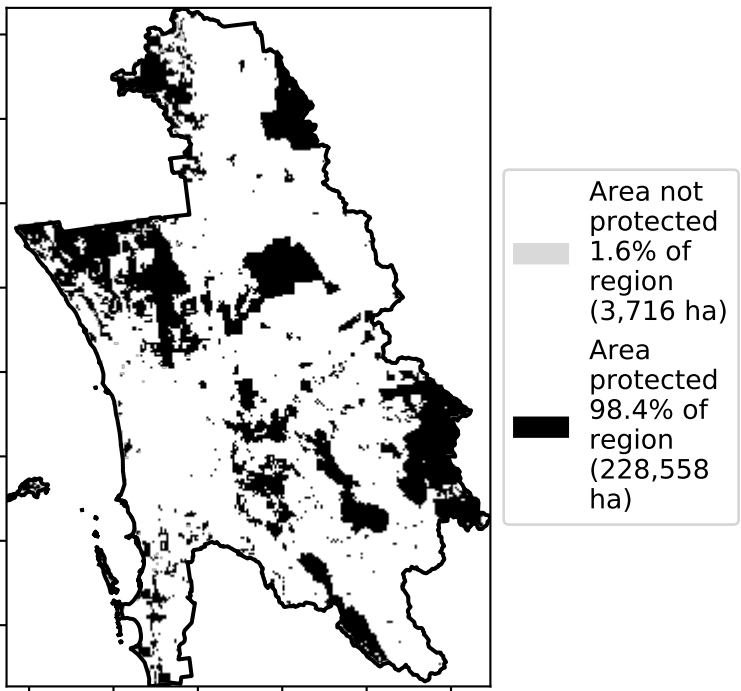 Area not
protected
1.6% of
region
(3,716 ha)
Area
protected
98.4% of
region
(228,558
ha)